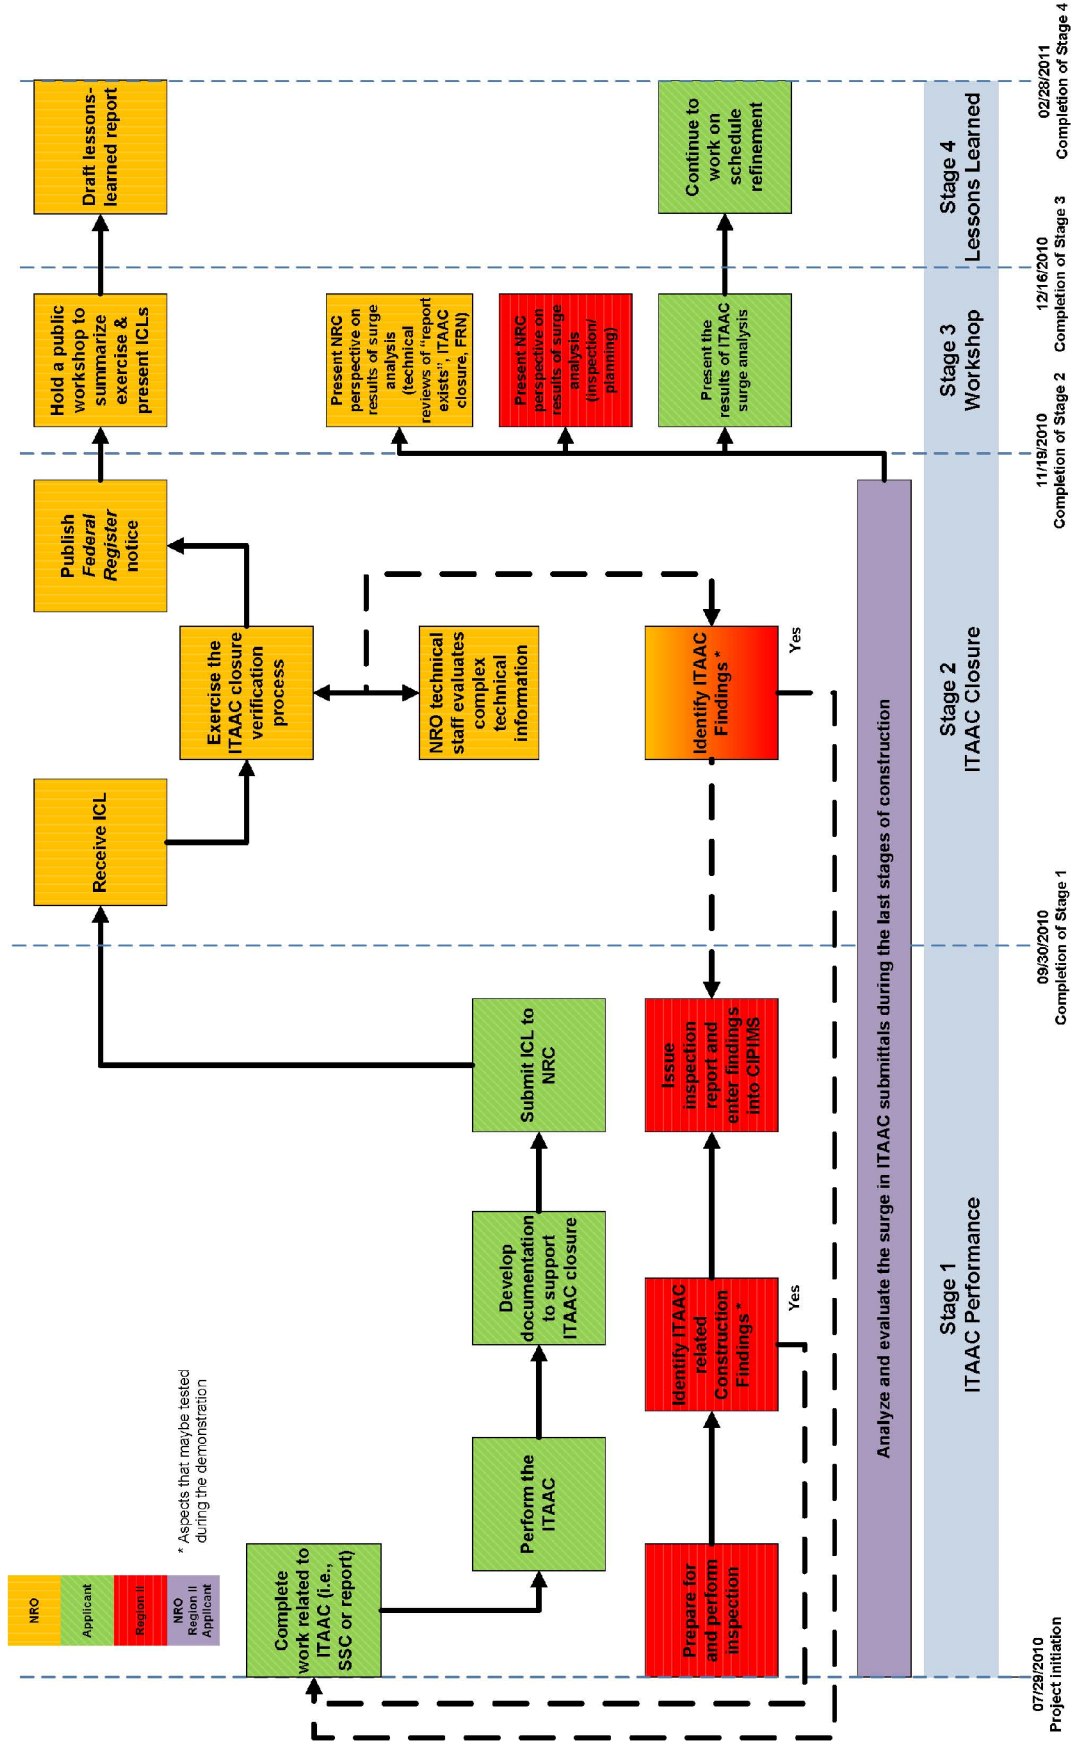 NRO
Applicant
Region II
NRO
Region II
Applicant
* Aspects that maybe tested
during the demonstration
Complete
work related to
ITAAC (i.e.,
SSC or report)
Perform the
ITAAC
Develop
documentation
to support
ITAAC closure
Submit ICL to
NRC
Receive ICL
Exercise the
ITAAC closure
verification
process
Publish
Federal
Register
notice
Hold a public
workshop to
summarize
exercise &
present ICLs
Draft lessons-
learned report
NRO technical
staff evaluates
complex
technical
information
Present NRC
perspective on
results of surge
analysis
(technical
reviews of "report
exists", ITAAC
closure, FRN)
Present NRC
perspective on
results of surge
analysis
(inspection/
planning)
Present the
results of ITAAC
surge analysis
Continue to
work on
schedule
refinement
Prepare for
and perform
inspection
Identify ITAAC
related
Construction
Findings *
Yes
Issue
inspection
report and
enter findings
into CIPIMS
Identify ITAAC
Findings *
Yes
Analyze and evaluate the surge in ITAAC submittals during the last stages of construction
Stage 1
ITAAC Performance
Stage 2
ITAAC Closure
Stage 3
Workshop
Stage 4
Lessons Learned
07/29/2010
Project initiation
09/30/2010
Completion of Stage 1
11/19/2010
Completion of Stage 2
12/16/2010
Completion of Stage 3
02/28/2011
Completion of Stage 4